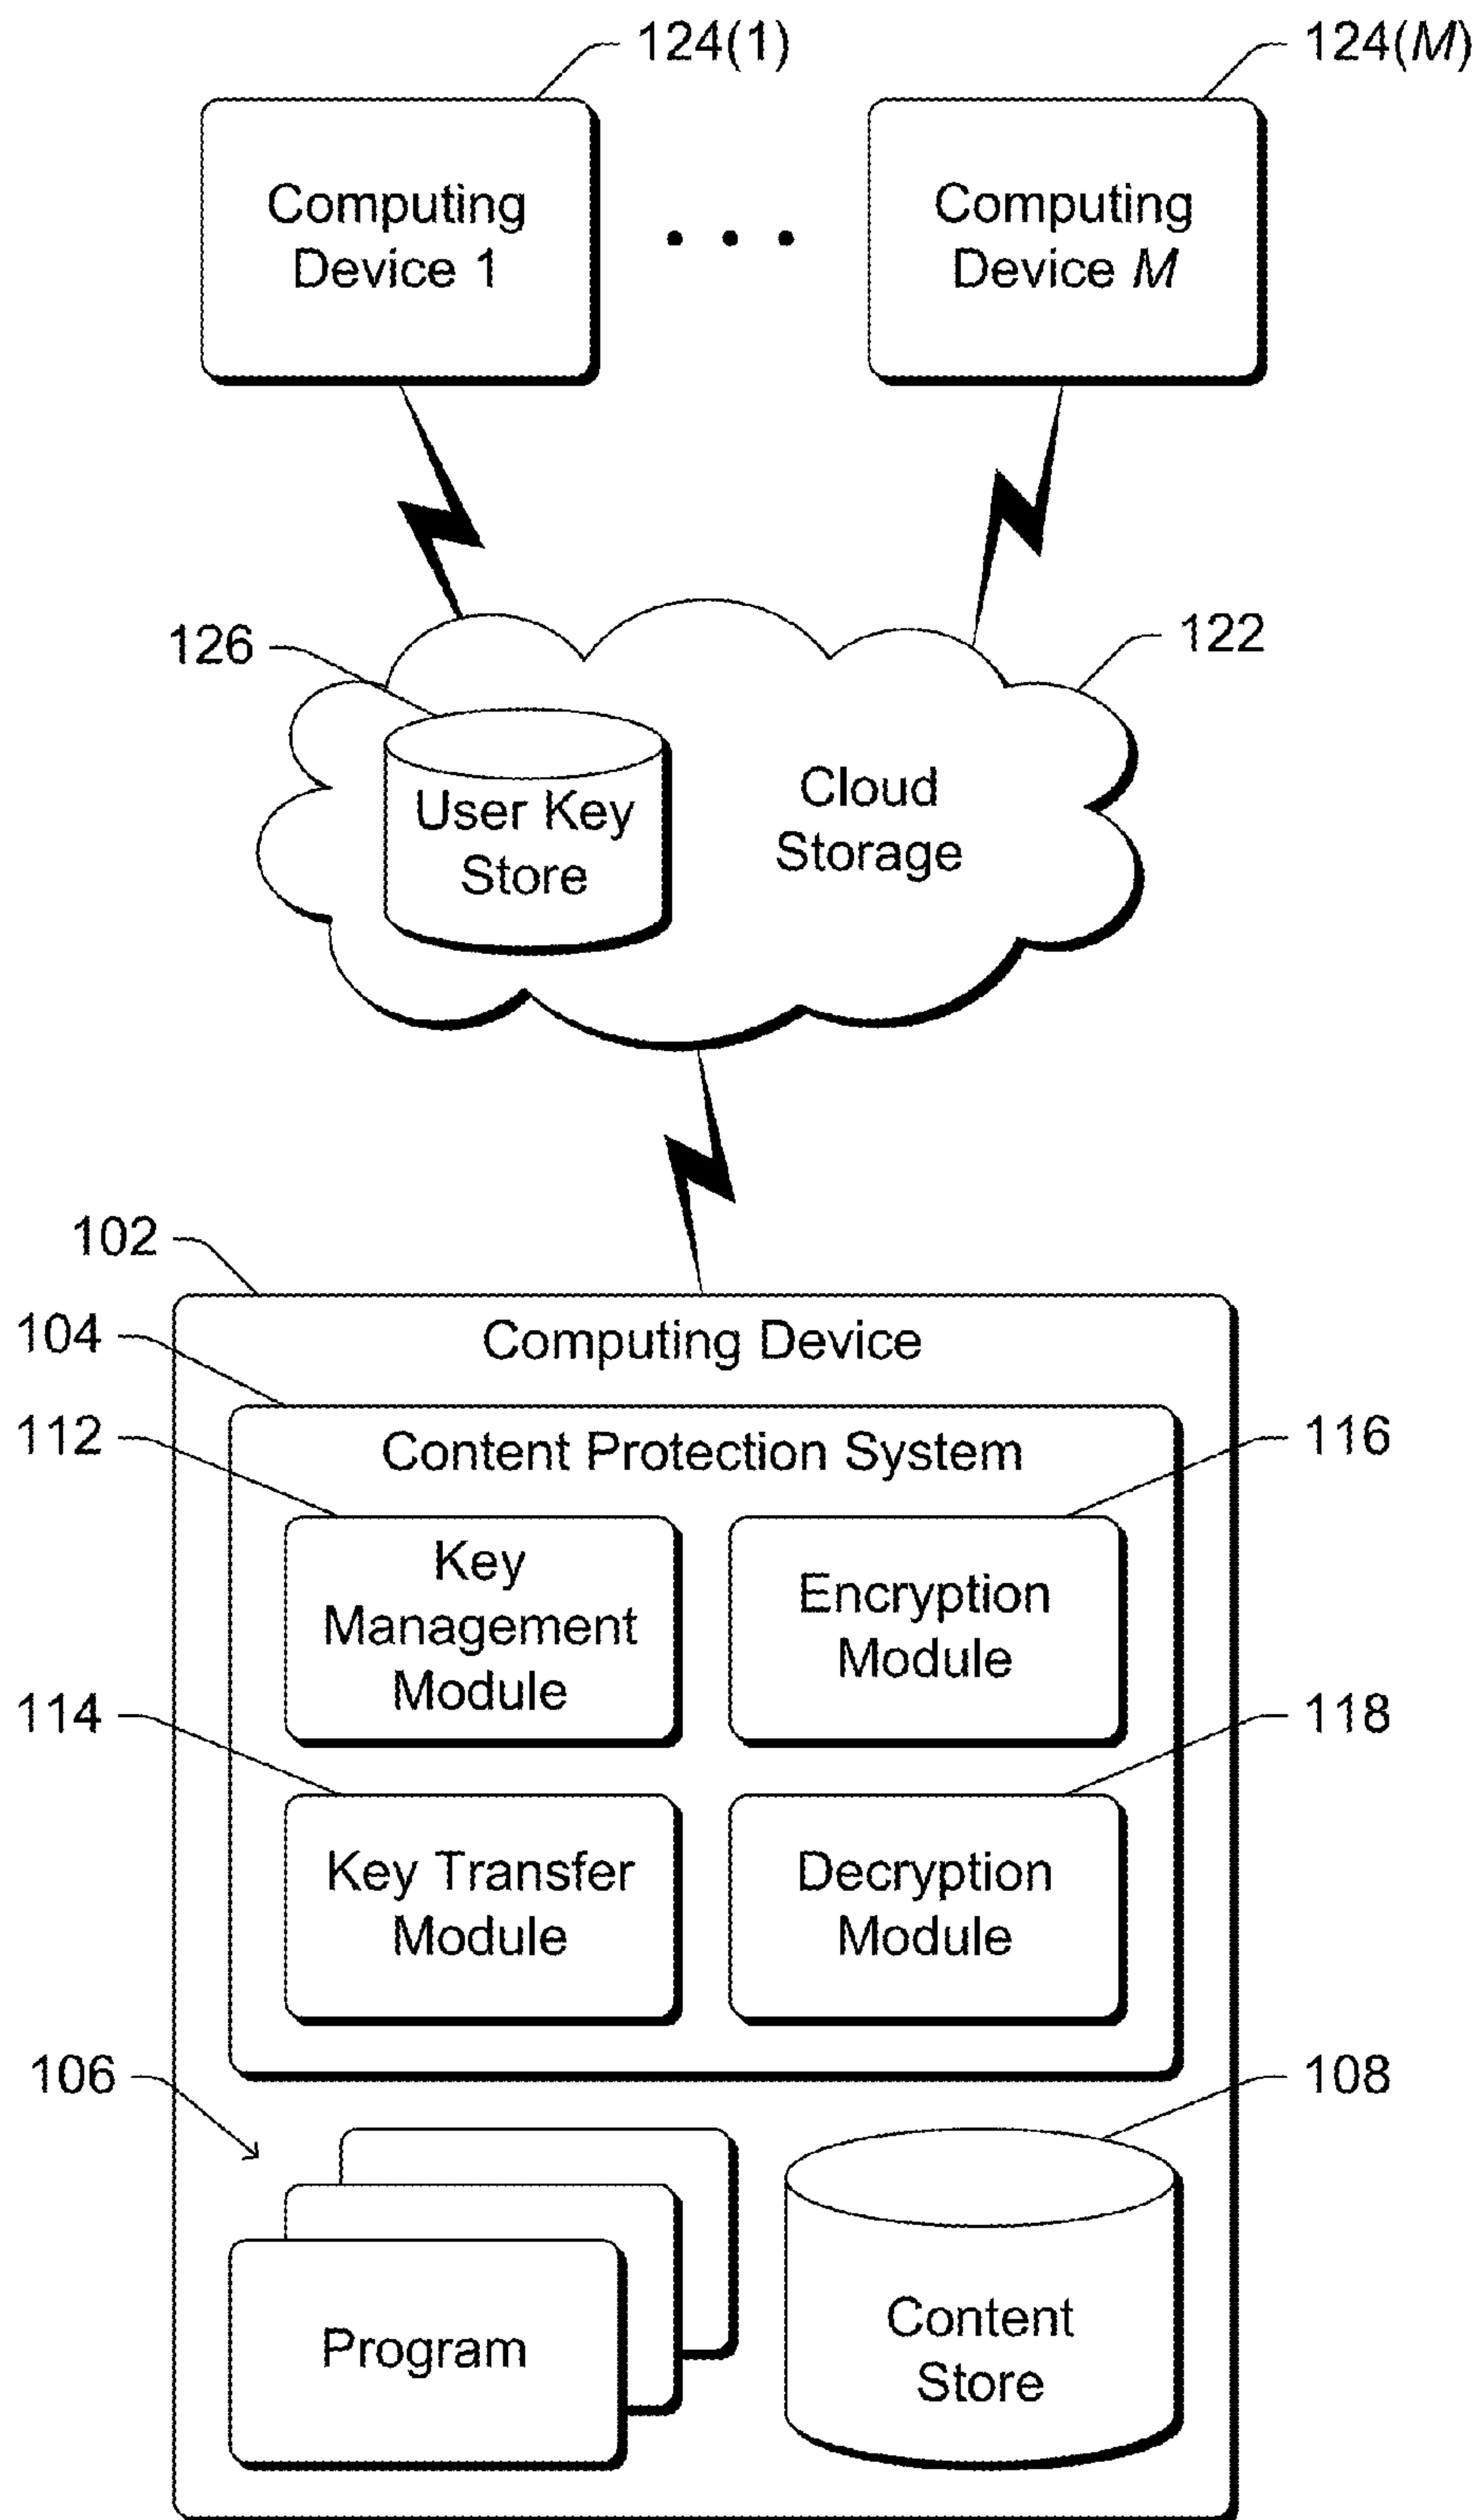 124(1)
124(M)
Computing
Device 1
Computing
Device M
126
122
User Key
Store
Cloud
Storage
102
Computing Device
104
Content Protection System
112
116
Key
Management
Module
Encryption
Module
114
118
Key Transfer
Module
Decryption
Module
106
108
Program
Content
Store